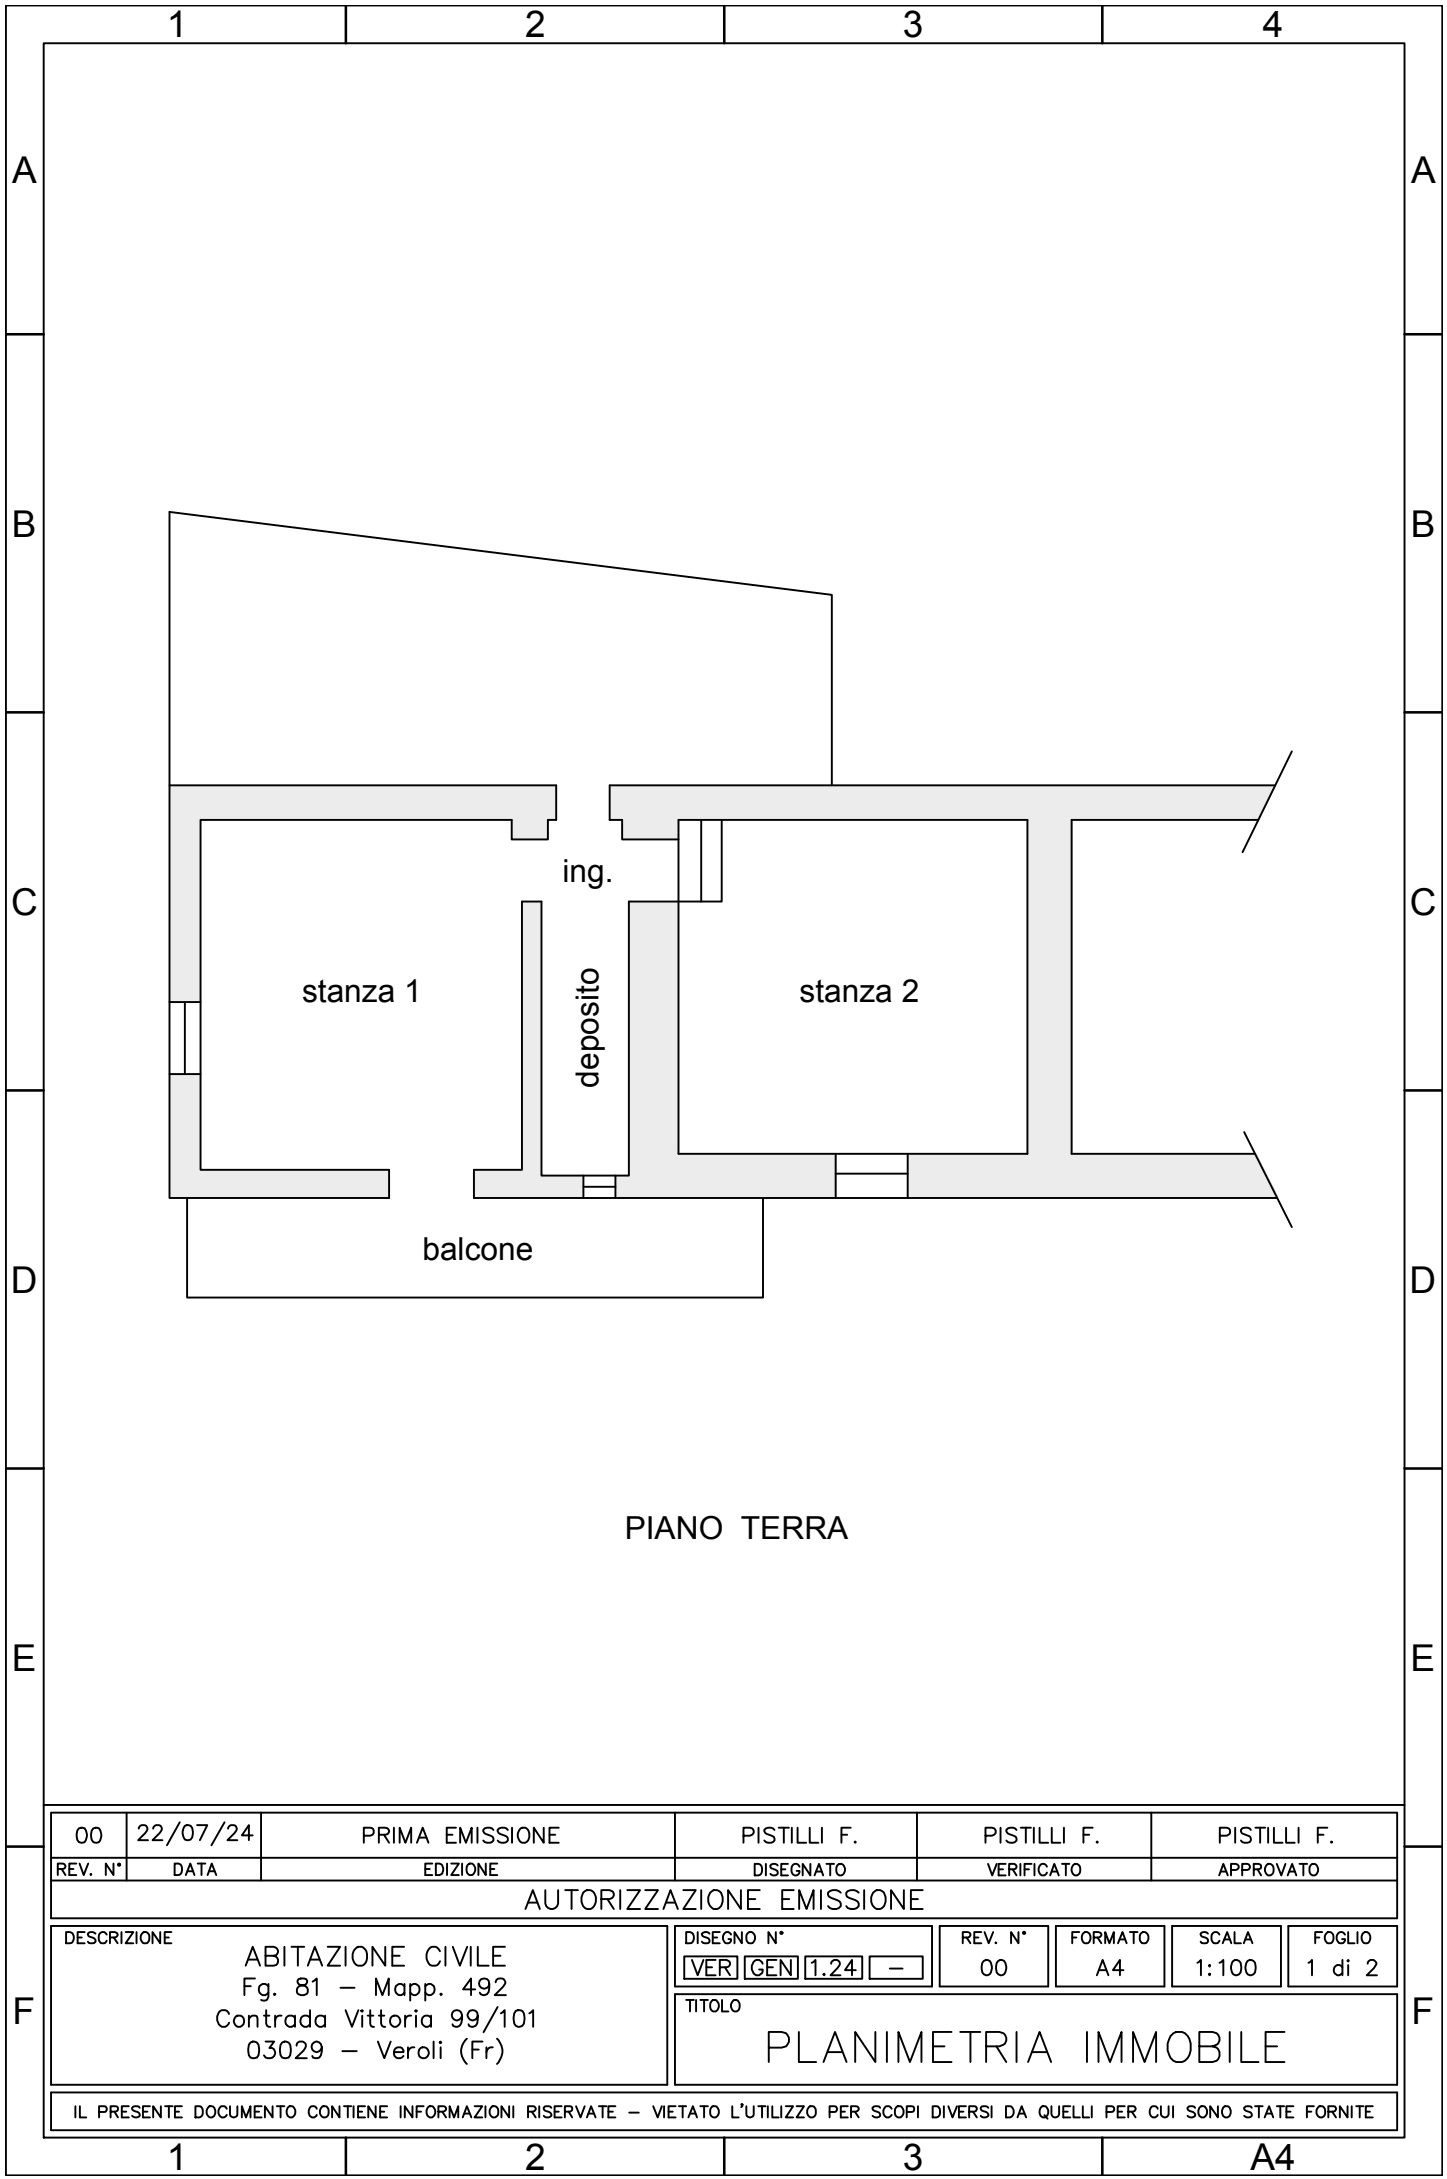 1 2 3 4
A A
B B
C C
ing.
stanza 1
deposito
stanza 2
balcone
D D
PIANO TERRA
E E
00 22/07/24 PRIMA EMISSIONE PISTILLI F. PISTILLI F. PISTILLI F.
REV. N° DATA EDIZIONE DISEGNATO VERIFICATO APPROVATO
AUTORIZZAZIONE EMISSIONE
DESCRIZIONE
ABITAZIONE CIVILE
Fg. 81 – Mapp. 492
Contrada Vittoria 99/101
03029 – Veroli (Fr)
DISEGNO N° REV. N° FORMATO SCALA FOGLIO
VER GEN 1.24 – 00 A4 1:100 1 di 2
TITOLO
PLANIMETRIA IMMOBILE
F F
IL PRESENTE DOCUMENTO CONTIENE INFORMAZIONI RISERVATE – VIETATO L'UTILIZZO PER SCOPI DIVERSI DA QUELLI PER CUI SONO STATE FORNITE
1 2 3 A4